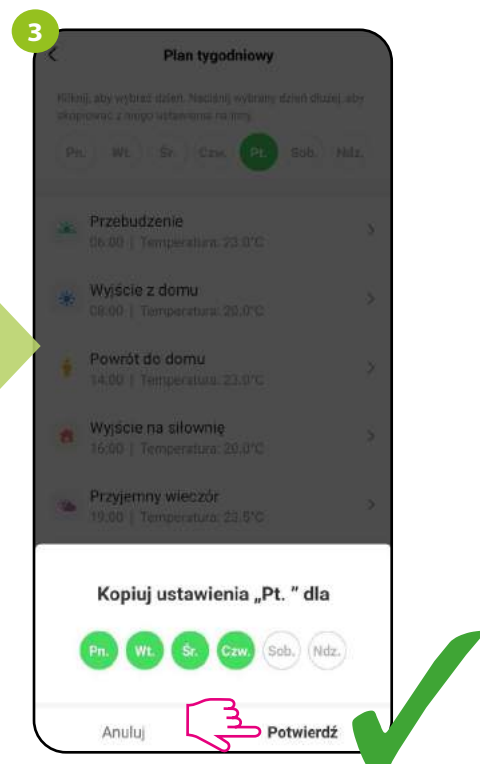 3
Plan tygodniowy
Kliknij, aby wybrać dzień. Naciśnij wybrany dzień dłużej, aby
skopiować z niego ustawienia na inny.
Pn. Wt. Śr. Czw. Pt. Sob. Ndz.
Przebudzenie
06:00 | Temperatura: 23.0°C
Wyjście z domu
08:00 | Temperatura: 20.0°C
Powrót do domu
14:00 | Temperatura: 23.0°C
Wyjście na siłownię
16:00 | Temperatura: 20.0°C
Przyjemny wieczór
19:00 | Temperatura: 23.5°C
Kopiuj ustawienia „Pt. ” dla
Pn. Wt. Śr. Czw. Sob. Ndz.
Anuluj Potwierdź